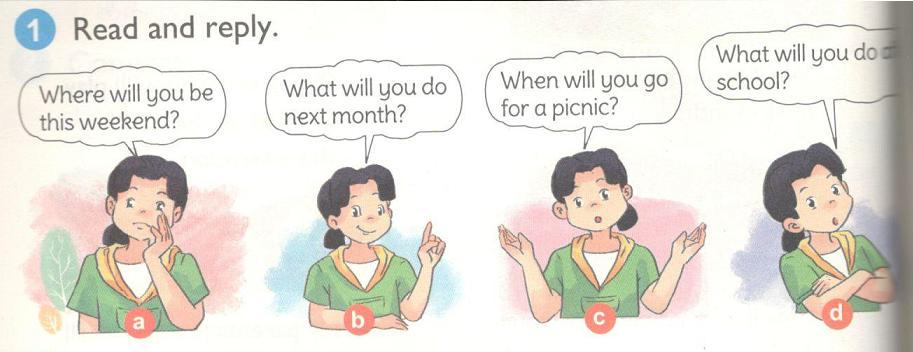 1 Read and reply.
Where will you be
this weekend?
What will you do
next month?
When will you go
for a picnic?
What will you do
school?
a
b
c
d